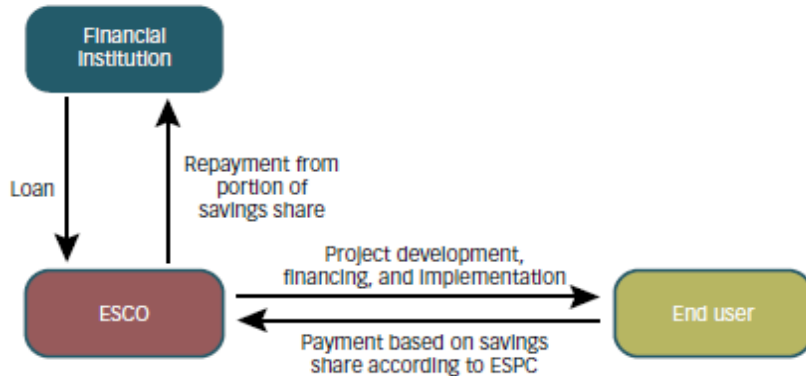 Financial
institution
Loan
Repayment from
portion of
savings share
Project development,
financing, and implementation
ESCO
End user
Payment based on savings
share according to ESPC